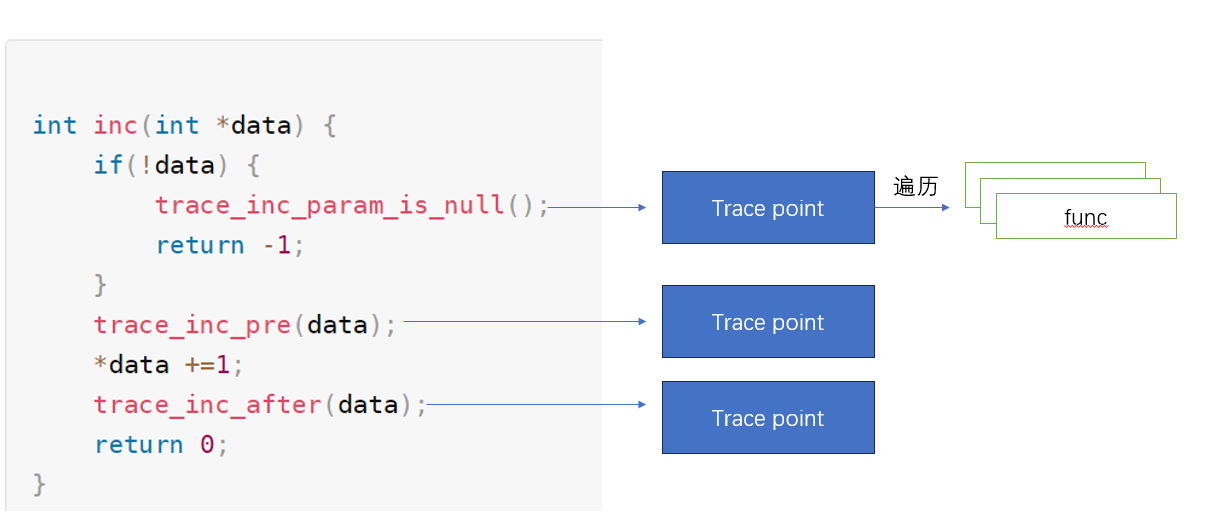 int inc(int *data) {
    if(!data) {
        trace_inc_param_is_null();
        return -1;
    }
    trace_inc_pre(data);
    *data +=1;
    trace_inc_after(data);
    return 0;
}
Trace point
遍历
func
Trace point
Trace point